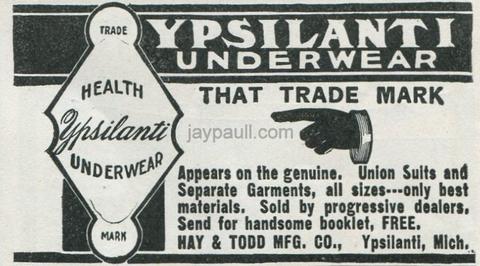 TRADE
HEALTH
Ypsilanti
UNDERWEAR
MARK
YPSILANTI
UNDERWEAR
THAT TRADE MARK
jaypaull.com
Appears on the genuine. Union Suits and
Separate Garments, all sizes---only best
materials. Sold by progressive dealers.
Send for handsome booklet, FREE.
HAY & TODD MFG. CO., Ypsilanti, Mich.